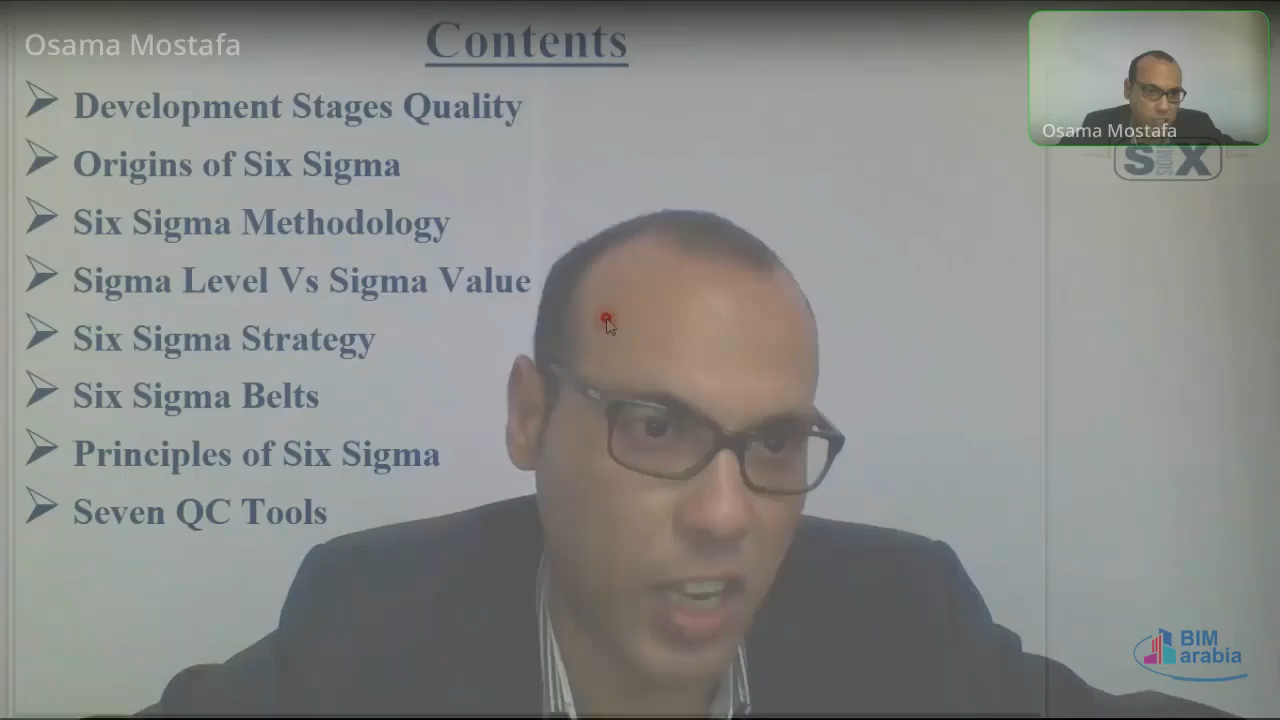 Osama Mostafa
Contents
Development Stages Quality
Origins of Six Sigma
Six Sigma Methodology
Sigma Level Vs Sigma Value
Six Sigma Strategy
Six Sigma Belts
Principles of Six Sigma
Seven QC Tools
Osama Mostafa
SIX
SIGMA
BIM
arabia